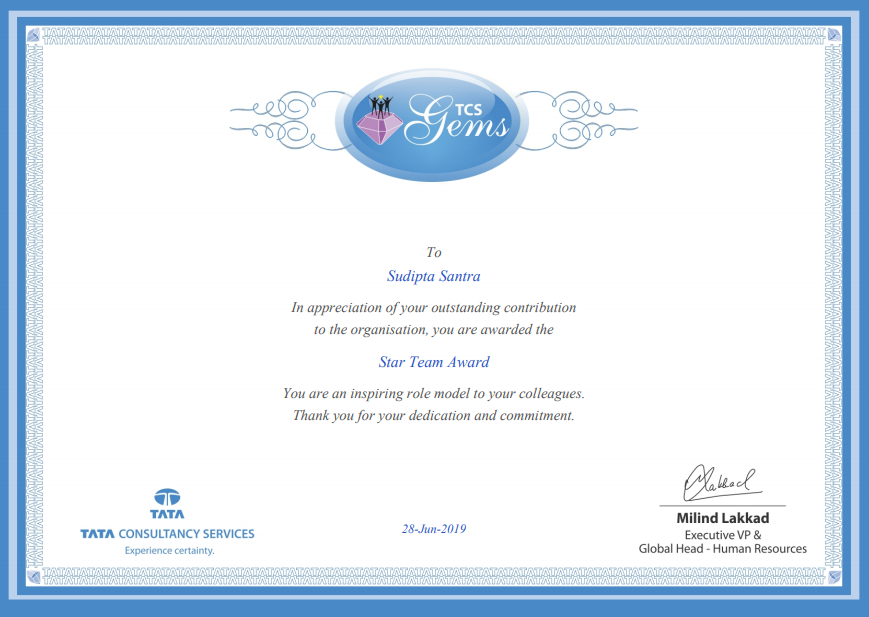 TCS
Gems
To
Sudipta Santra
In appreciation of your outstanding contribution
to the organisation, you are awarded the
Star Team Award
You are an inspiring role model to your colleagues.
Thank you for your dedication and commitment.
TATA
TATA CONSULTANCY SERVICES
Experience certainty.
28-Jun-2019
Lakkad
Milind Lakkad
Executive VP &
Global Head - Human Resources